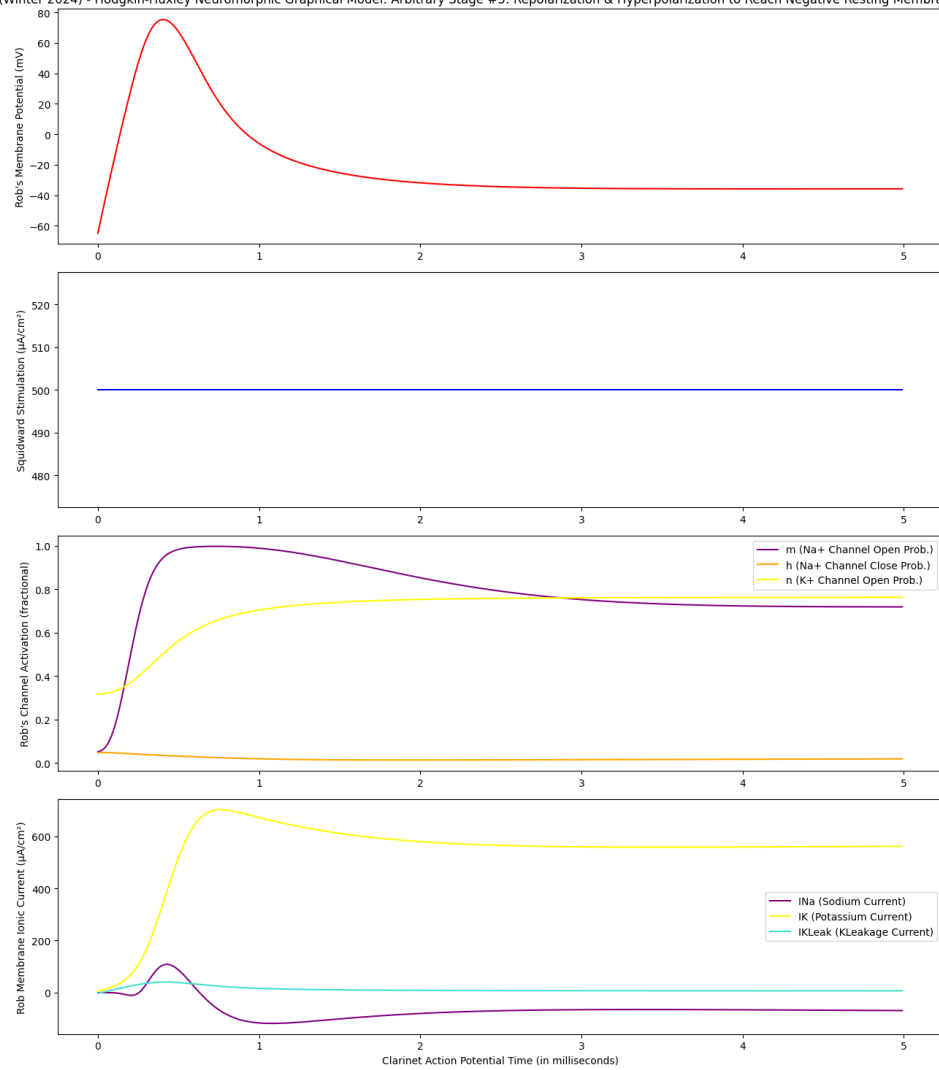 (Winter 2024) - Hodgkin-Huxley Neuromorphic Graphical Model: Arbitrary Stage #3: Repolarization & Hyperpolarization to Reach Negative Resting Membra
Rob's Membrane Potential (mV)
80
60
40
20
0
−20
−40
−60
0 1 2 3 4 5
Squidward Stimulation (μA/cm²)
520
510
500
490
480
0 1 2 3 4 5
Rob's Channel Activation (fractional)
1.0
0.8
0.6
0.4
0.2
0.0
m (Na+ Channel Open Prob.)
h (Na+ Channel Close Prob.)
n (K+ Channel Open Prob.)
0 1 2 3 4 5
Rob Membrane Ionic Current (μA/cm²)
600
400
200
0
INa (Sodium Current)
IK (Potassium Current)
IKLeak (KLeakage Current)
0 1 2 3 4 5
Clarinet Action Potential Time (in milliseconds)